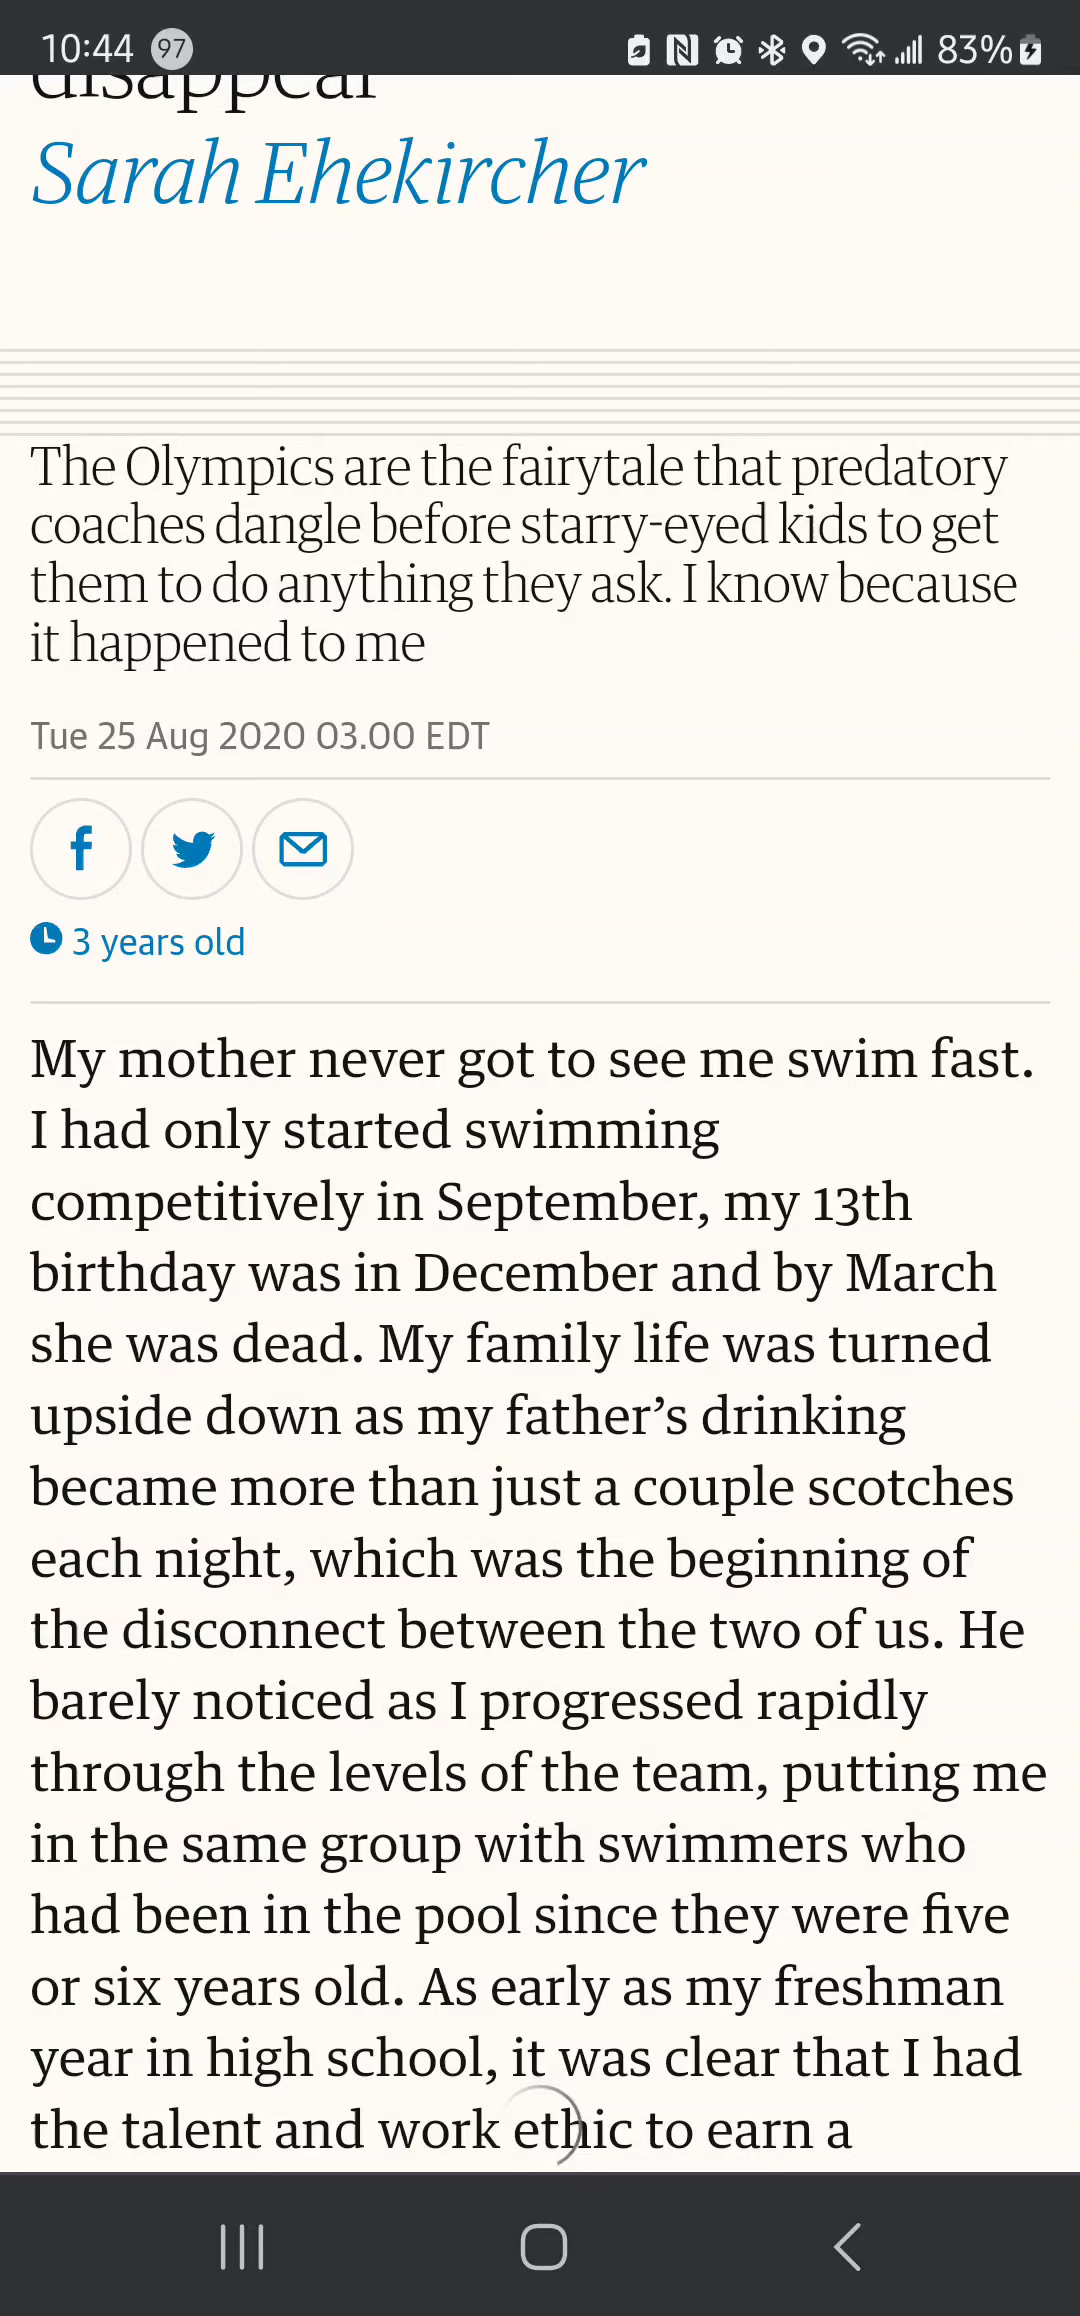 10:44 97 83%
disappear
Sarah Ehekircher
The Olympics are the fairytale that predatory
coaches dangle before starry-eyed kids to get
them to do anything they ask. I know because
it happened to me
Tue 25 Aug 2020 03.00 EDT
3 years old
My mother never got to see me swim fast.
I had only started swimming
competitively in September, my 13th
birthday was in December and by March
she was dead. My family life was turned
upside down as my father’s drinking
became more than just a couple scotches
each night, which was the beginning of
the disconnect between the two of us. He
barely noticed as I progressed rapidly
through the levels of the team, putting me
in the same group with swimmers who
had been in the pool since they were five
or six years old. As early as my freshman
year in high school, it was clear that I had
the talent and work ethic to earn a